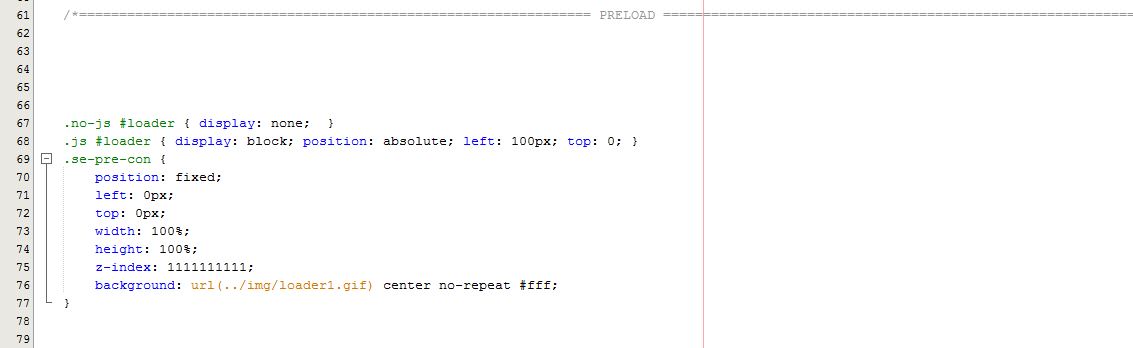 61 /*================================================================= PRELOAD ============================================================
62
63
64
65
66
67 .no-js #loader { display: none;  }
68 .js #loader { display: block; position: absolute; left: 100px; top: 0; }
69 .se-pre-con {
70 position: fixed;
71 left: 0px;
72 top: 0px;
73 width: 100%;
74 height: 100%;
75 z-index: 1111111111;
76 background: url(../img/loader1.gif) center no-repeat #fff;
77 }
78
79